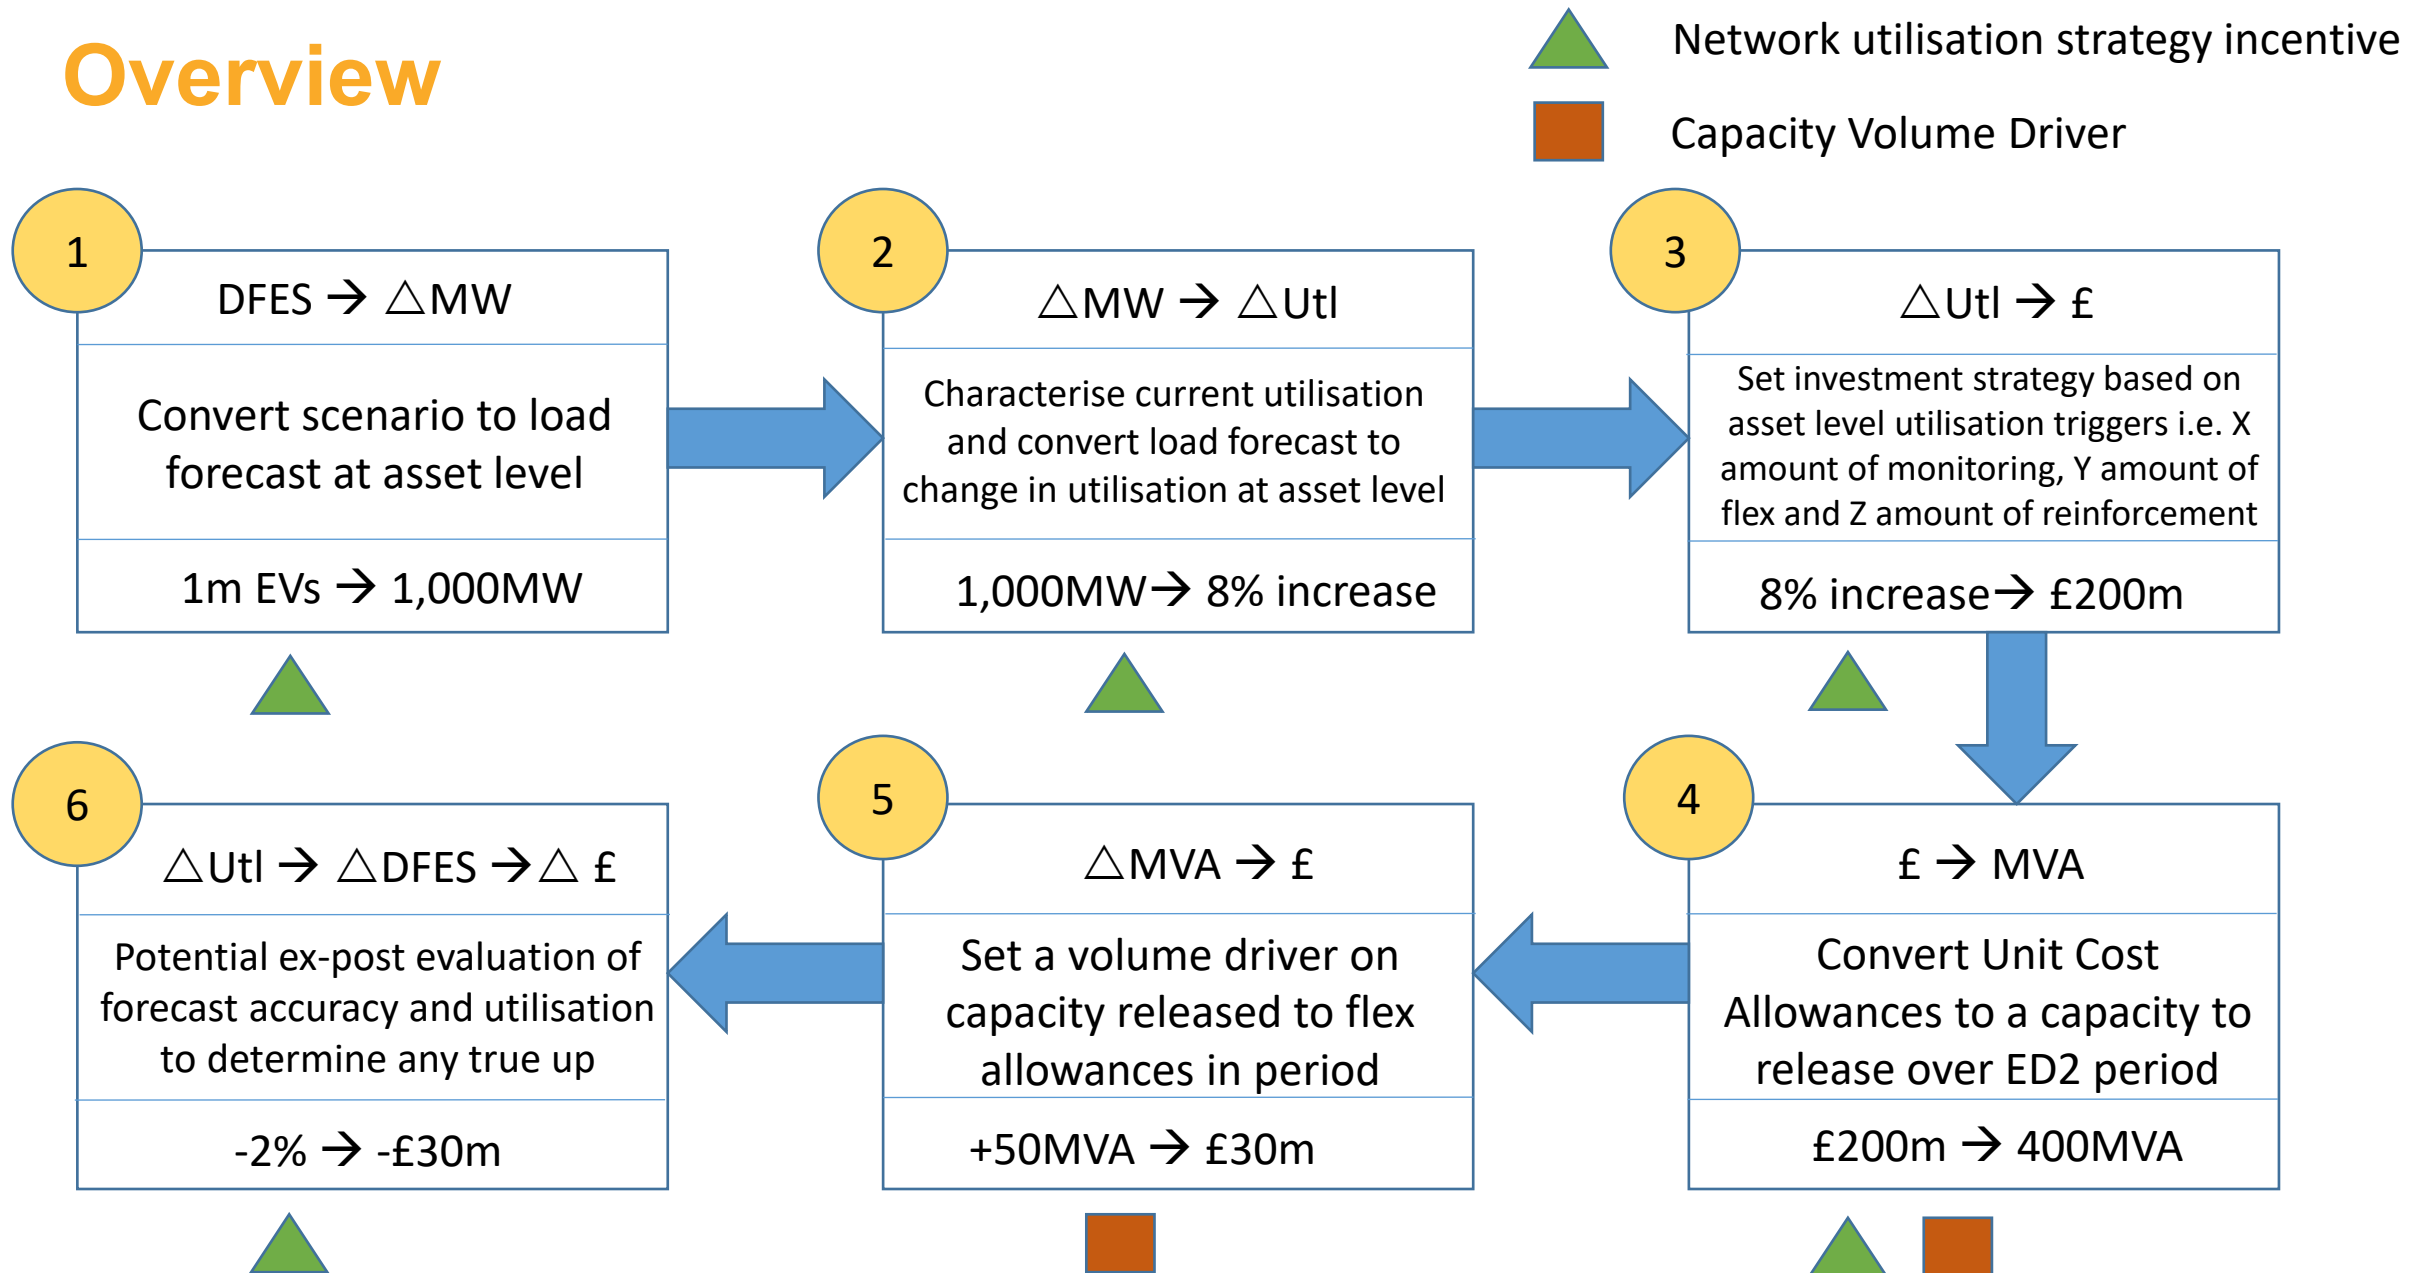 Overview
Network utilisation strategy incentive
Capacity Volume Driver
1
DFES → △MW
Convert scenario to load
forecast at asset level
1m EVs → 1,000MW
2
△MW → △Utl
Characterise current utilisation
and convert load forecast to
change in utilisation at asset level
1,000MW→ 8% increase
3
△Utl → £
Set investment strategy based on
asset level utilisation triggers i.e. X
amount of monitoring, Y amount of
flex and Z amount of reinforcement
8% increase→ £200m
4
£ → MVA
Convert Unit Cost
Allowances to a capacity to
release over ED2 period
£200m → 400MVA
5
△MVA → £
Set a volume driver on
capacity released to flex
allowances in period
+50MVA → £30m
6
△Utl → △DFES →△ £
Potential ex-post evaluation of
forecast accuracy and utilisation
to determine any true up
-2% → -£30m